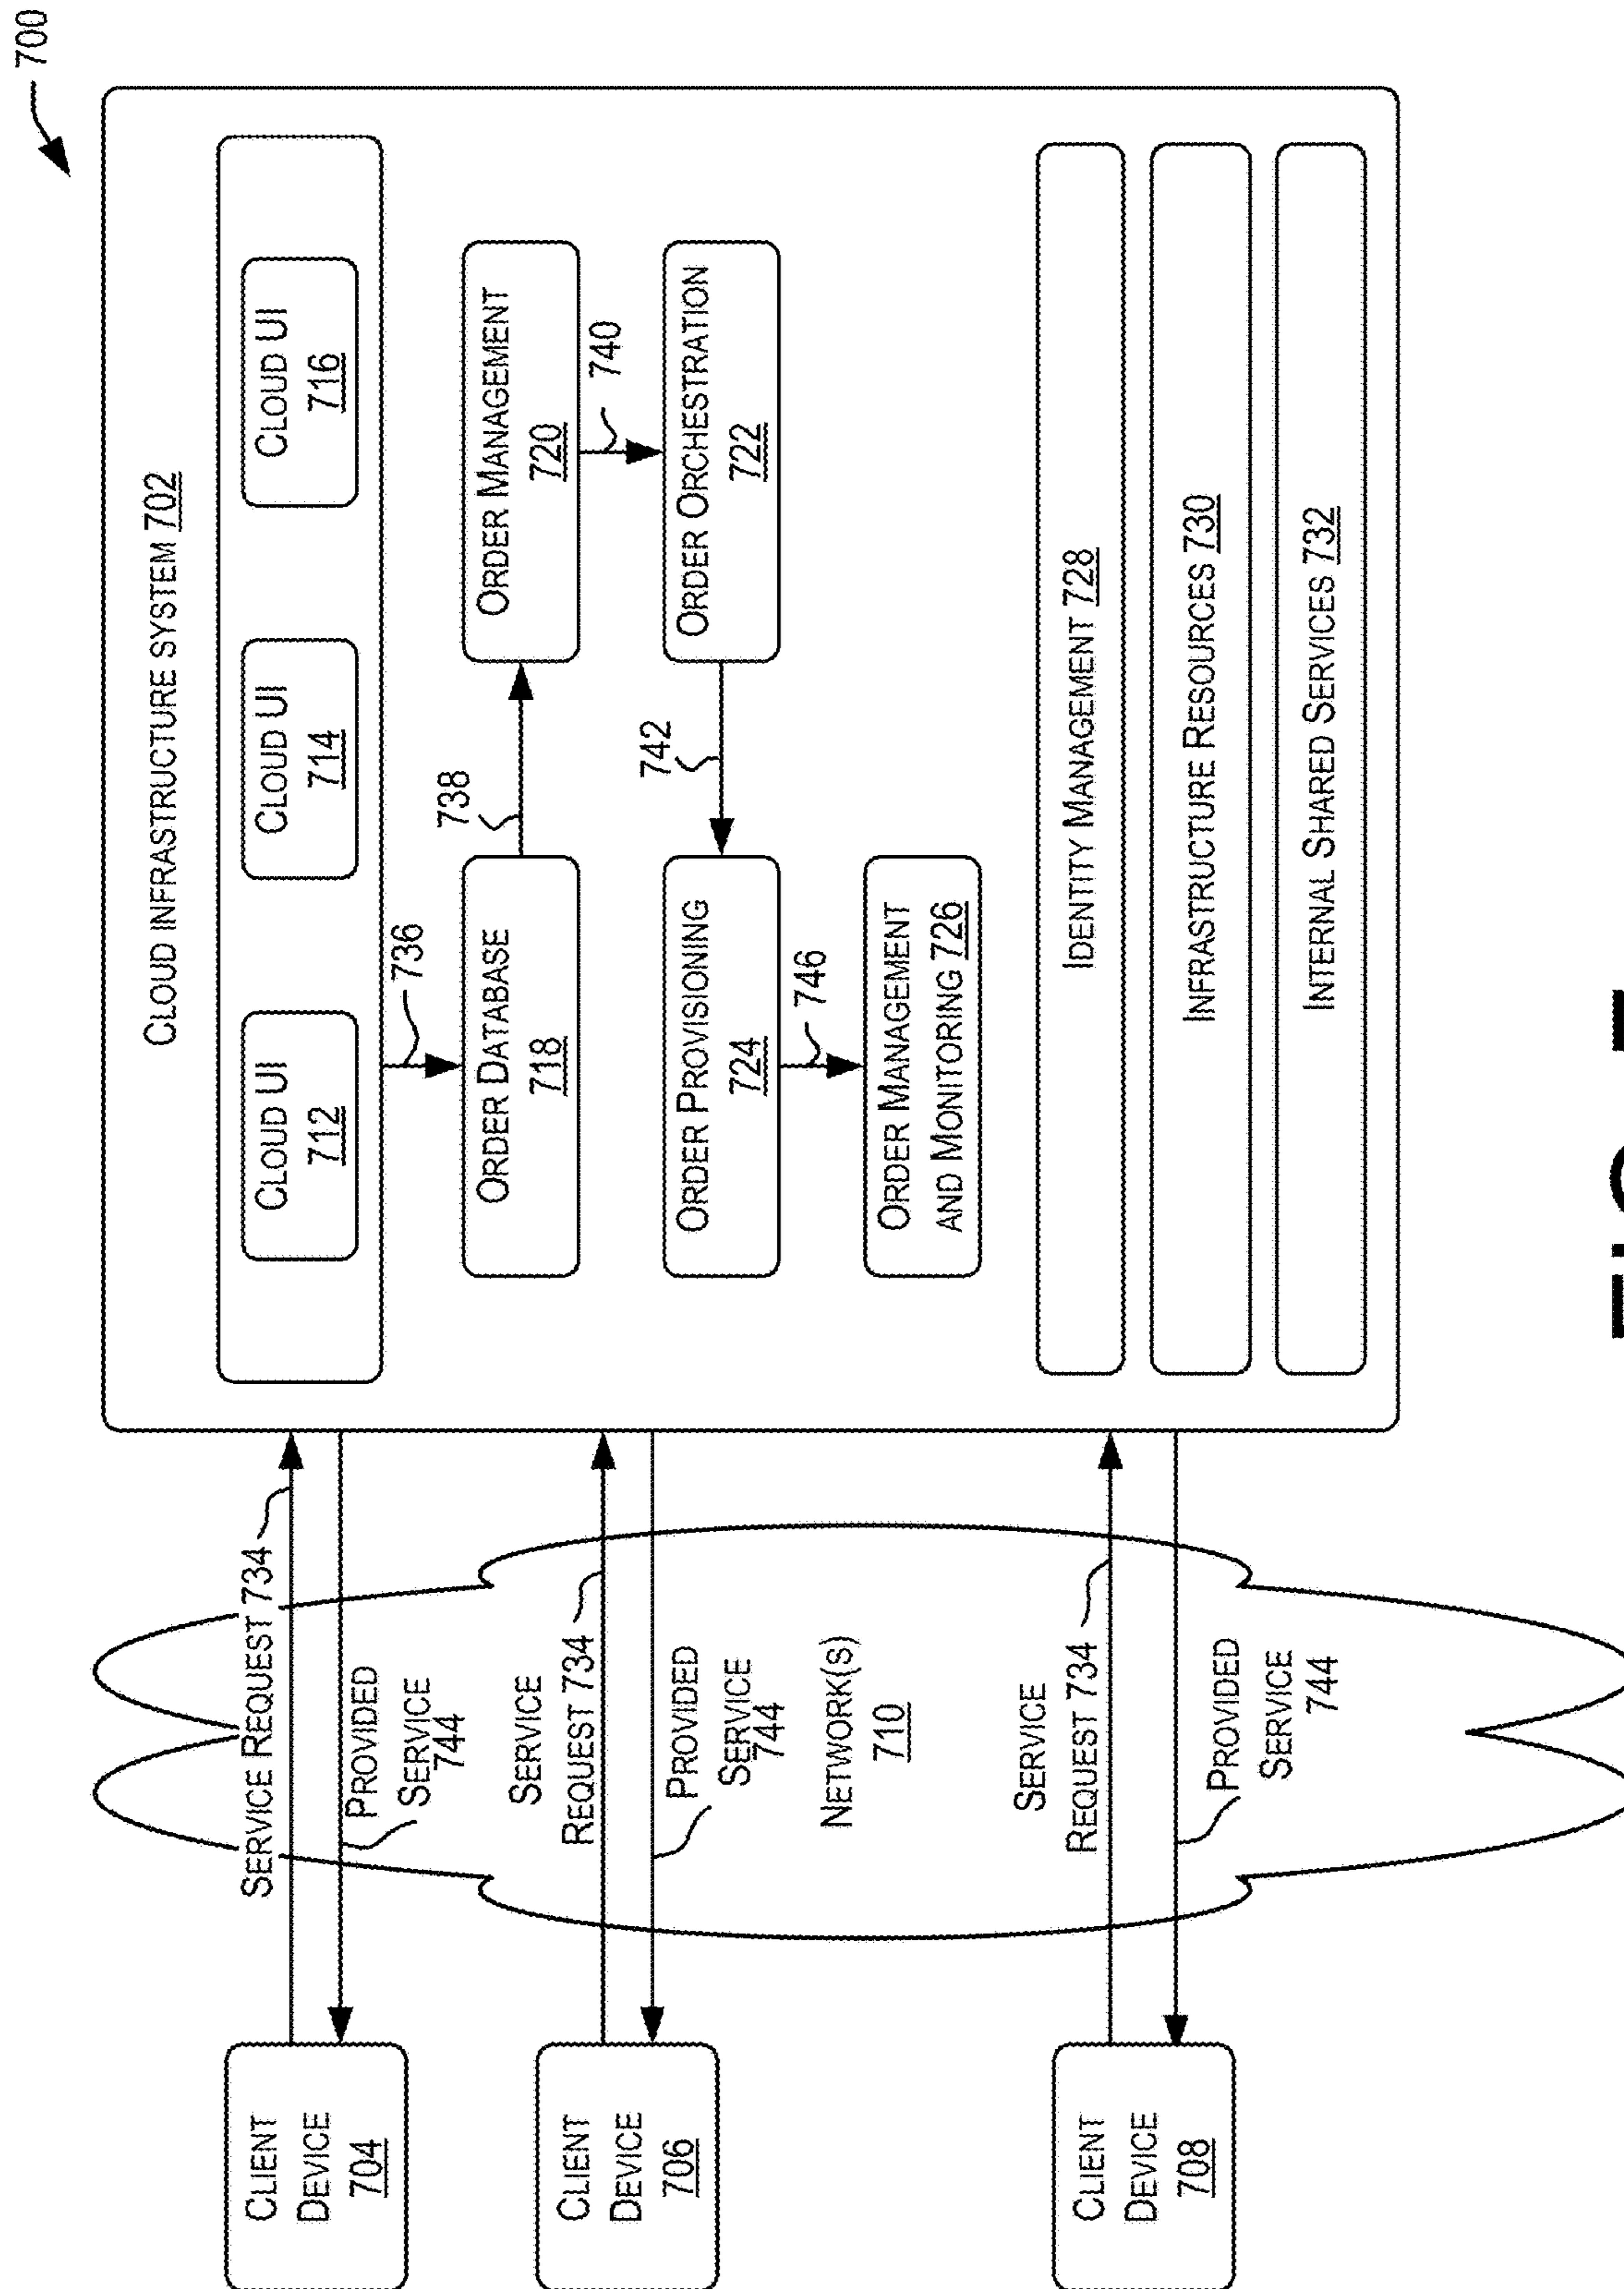 700
CLOUD INFRASTRUCTURE SYSTEM 702
CLOUD UI
712
CLOUD UI
714
CLOUD UI
716
736
ORDER DATABASE
718
738
ORDER MANAGEMENT
720
740
ORDER PROVISIONING
724
742
ORDER ORCHESTRATION
722
746
ORDER MANAGEMENT
AND MONITORING 726
IDENTITY MANAGEMENT 728
INFRASTRUCTURE RESOURCES 730
INTERNAL SHARED SERVICES 732
CLIENT
DEVICE
704
SERVICE REQUEST 734
PROVIDED
SERVICE
744
CLIENT
DEVICE
706
SERVICE
REQUEST 734
PROVIDED
SERVICE
744
NETWORK(S)
710
CLIENT
DEVICE
708
SERVICE
REQUEST 734
PROVIDED
SERVICE
744